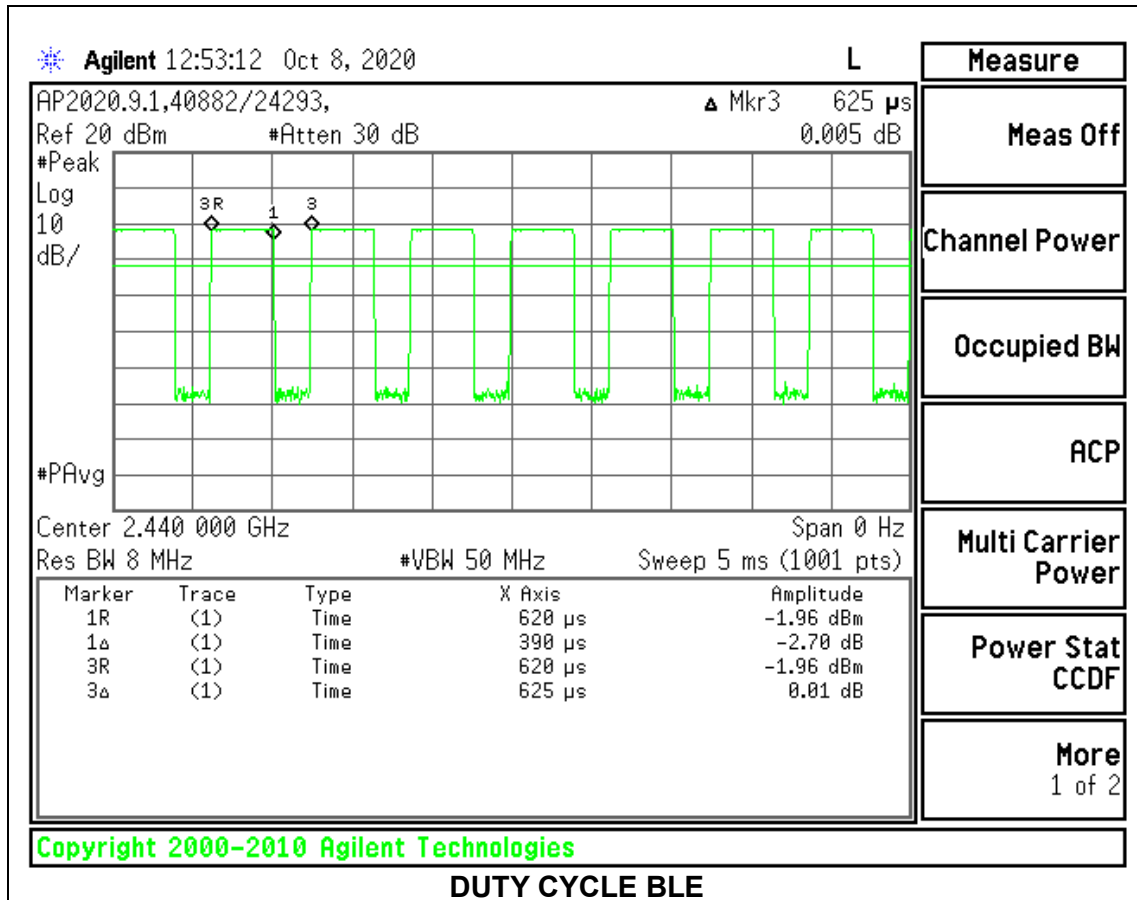 Agilent 12:53:12 Oct 8, 2020 L
AP2020.9.1,40882/24293, Δ Mkr3 625 µs
Ref 20 dBm #Atten 30 dB 0.005 dB
#Peak
Log
10
dB/
3R 1 3
#PAvg
Center 2.440 000 GHz Span 0 Hz
Res BW 8 MHz #VBW 50 MHz Sweep 5 ms (1001 pts)
Marker Trace Type X Axis Amplitude
1R (1) Time 620 µs -1.96 dBm
1Δ (1) Time 390 µs -2.70 dB
3R (1) Time 620 µs -1.96 dBm
3Δ (1) Time 625 µs 0.01 dB
Measure
Meas Off
Channel Power
Occupied BW
ACP
Multi Carrier
Power
Power Stat
CCDF
More
1 of 2
Copyright 2000-2010 Agilent Technologies
DUTY CYCLE BLE